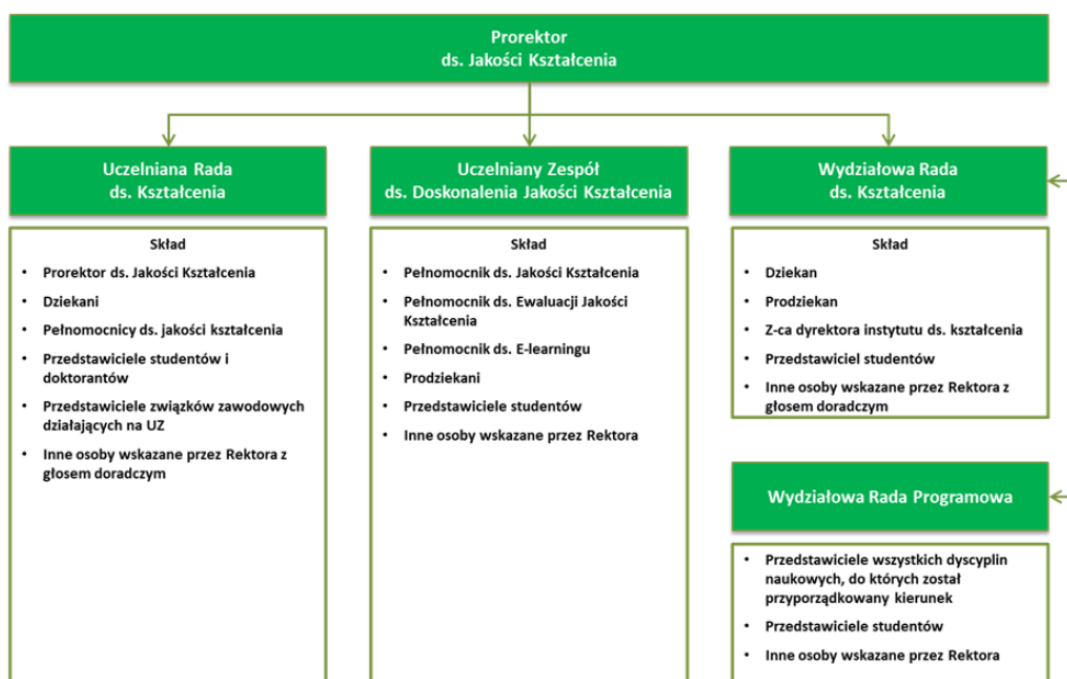 Prorektor
ds. Jakości Kształcenia
Uczelniana Rada
ds. Kształcenia
Skład
• Prorektor ds. Jakości Kształcenia
• Dziekani
• Pełnomocnicy ds. jakości kształcenia
• Przedstawiciele studentów i
doktorantów
• Przedstawiciele związków zawodowych
działających na UZ
• Inne osoby wskazane przez Rektora z
głosem doradczym
Uczelniany Zespół
ds. Doskonalenia Jakości Kształcenia
Skład
• Pełnomocnik ds. Jakości Kształcenia
• Pełnomocnik ds. Ewaluacji Jakości
Kształcenia
• Pełnomocnik ds. E-learningu
• Prodziekani
• Przedstawiciele studentów
• Inne osoby wskazane przez Rektora
Wydziałowa Rada
ds. Kształcenia
Skład
• Dziekan
• Prodziekan
• Z-ca dyrektora instytutu ds. kształcenia
• Przedstawiciel studentów
• Inne osoby wskazane przez Rektora z
głosem doradczym
Wydziałowa Rada Programowa
• Przedstawiciele wszystkich dyscyplin
naukowych, do których został
przyporządkowany kierunek
• Przedstawiciele studentów
• Inne osoby wskazane przez Rektora